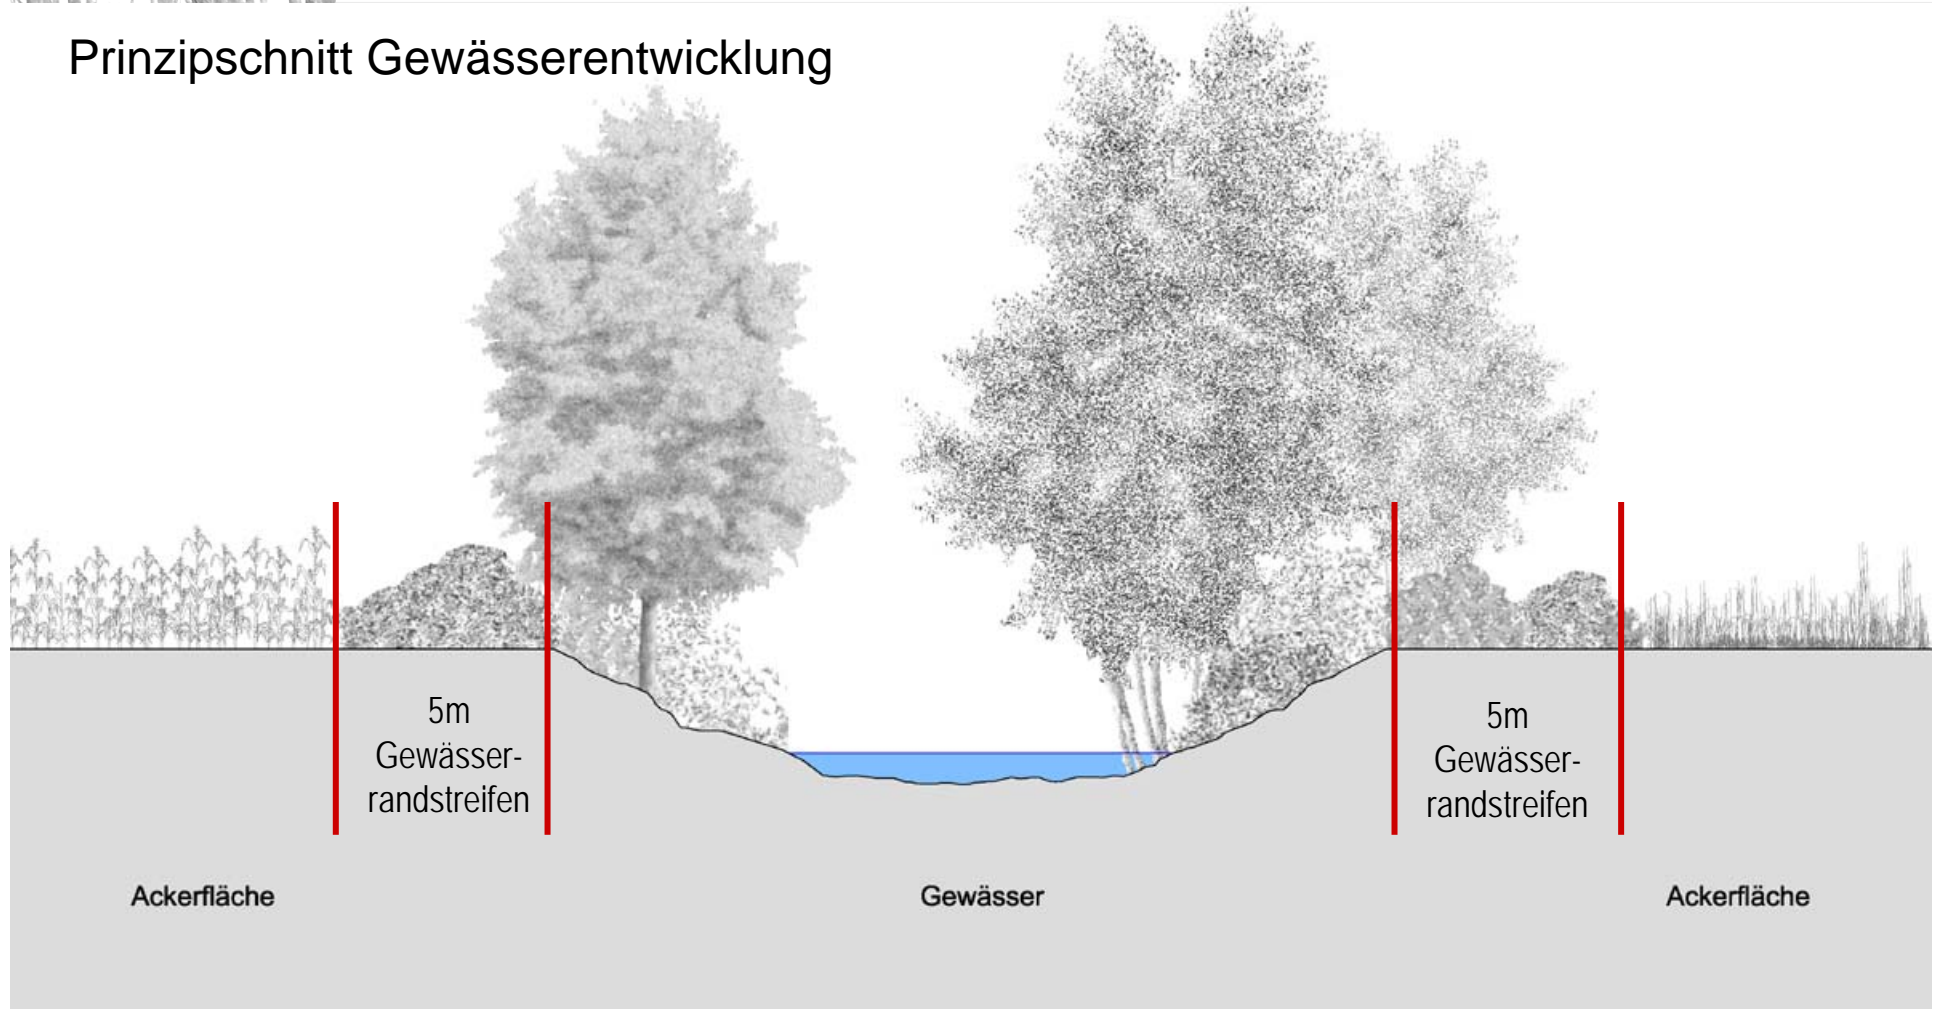 Prinzipschnitt Gewässerentwicklung
5m
Gewässer-
randstreifen
5m
Gewässer-
randstreifen
Ackerfläche
Gewässer
Ackerfläche